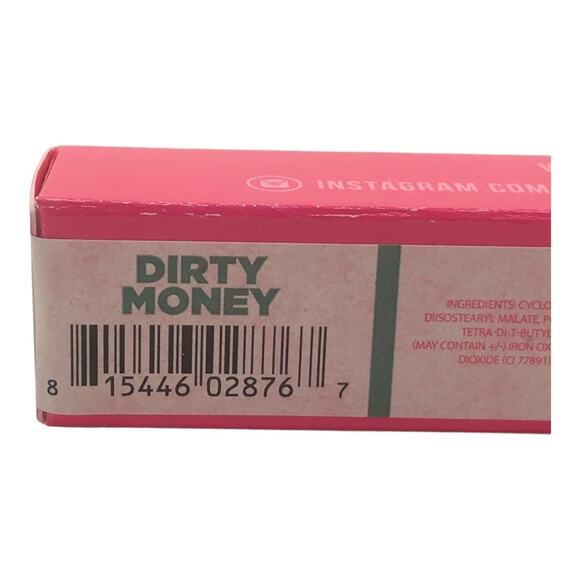 INSTAGRAM.COM
DIRTY
MONEY
8 15446 02876 7
INGREDIENTS: CYCLO
DIISOSTEARYL MALATE, PO
TETRA-DI-T-BUTYL
(MAY CONTAIN +/-) IRON OX
DIOXIDE (CI 77891)